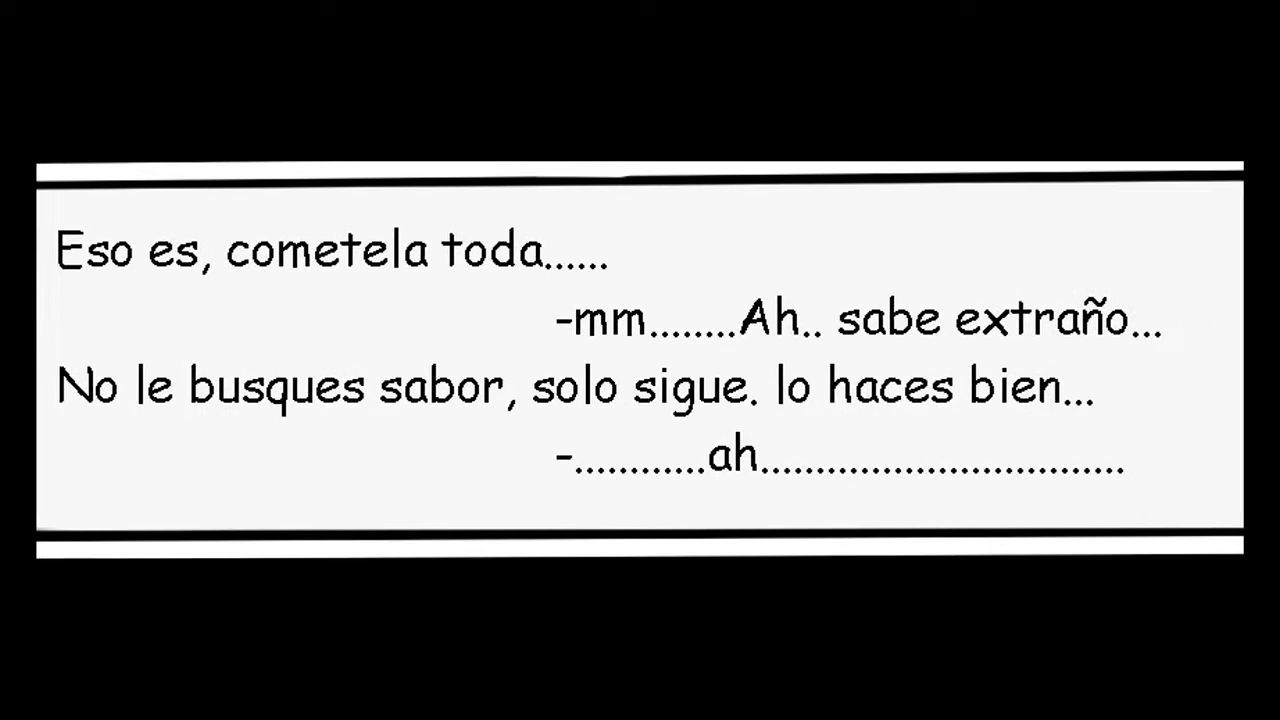 Eso es, cometela toda......
-mm........Ah.. sabe extraño...
No le busques sabor, solo sigue. lo haces bien...
-............ah.................................